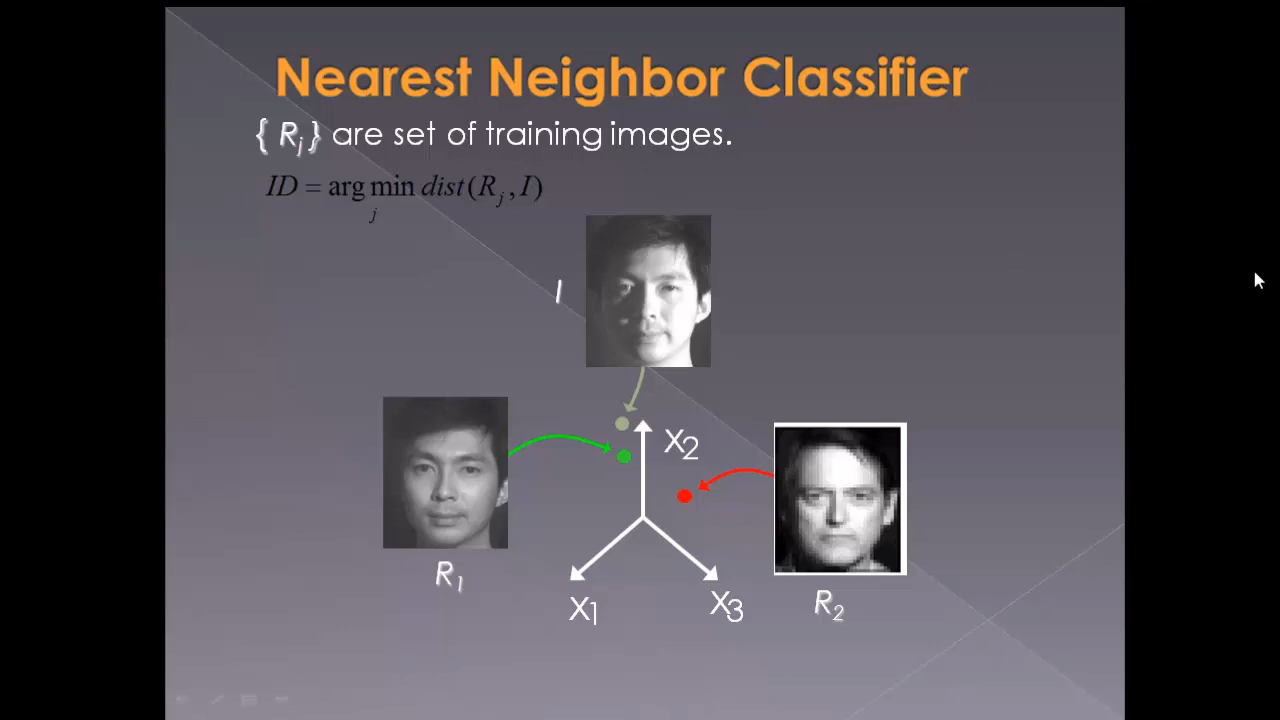 Nearest Neighbor Classifier
{ Rj } are set of training images.
ID = arg min dist(Rj , I)
j
I
X2
R1
X1
X3
R2